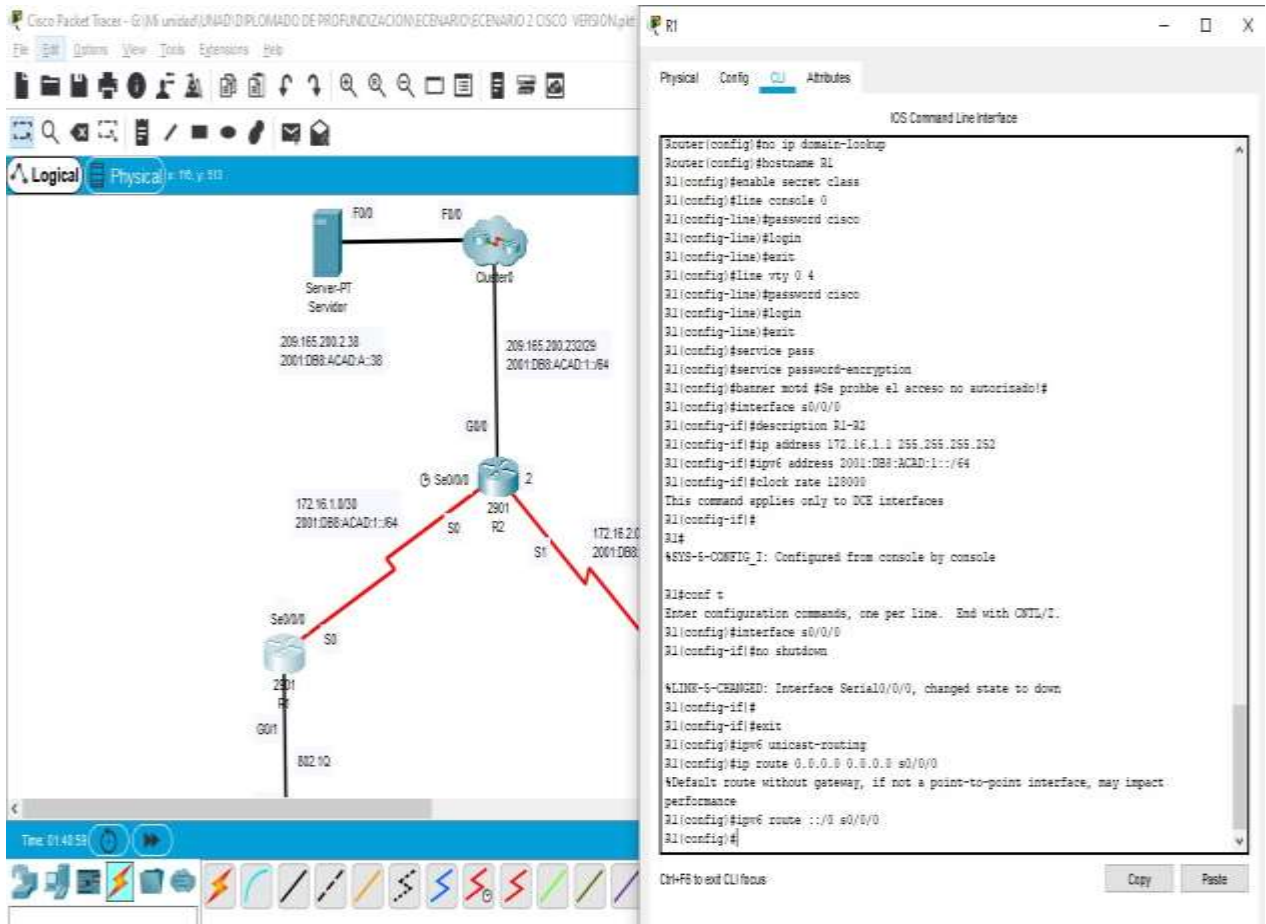 Cisco Packet Tracer - G:\Mi unidad\UNAD\DIPLOMADO DE PROFUNDIZACION\ECENARIO\ECENARIO 2 CISCO VERSION.pkt
File Edit Options View Tools Extensions Help
Logical
Physical x: 116, y: 513
F0/0
F0/0
Server-PT
Servidor
Cluster0
209.165.200.2.38
2001:DB8:ACAD:A::38
209.165.200.232/29
2001:DB8:ACAD:1::/64
G0/0
Se0/0/0
2
172.16.1.0/30
2001:DB8:ACAD:1::/64
S0
2901
R2
S1
172.16.2.0
2001:DB8:
Se0/0/0
S0
2901
R1
G0/1
802.1Q
Time: 01:40:59
R1
Physical Config CLI Attributes
IOS Command Line Interface
Router(config)#no ip domain-lookup
Router(config)#hostname R1
R1(config)#enable secret class
R1(config)#line console 0
R1(config-line)#password cisco
R1(config-line)#login
R1(config-line)#exit
R1(config)#line vty 0 4
R1(config-line)#password cisco
R1(config-line)#login
R1(config-line)#exit
R1(config)#service pass
R1(config)#service password-encryption
R1(config)#banner motd #Se prohbe el acceso no autorizado!#
R1(config)#interface s0/0/0
R1(config-if)#description R1-R2
R1(config-if)#ip address 172.16.1.1 255.255.255.252
R1(config-if)#ipv6 address 2001:DB8:ACAD:1::/64
R1(config-if)#clock rate 128000
This command applies only to DCE interfaces
R1(config-if)#
R1#
%SYS-5-CONFIG_I: Configured from console by console
R1#conf t
Enter configuration commands, one per line. End with CNTL/Z.
R1(config)#interface s0/0/0
R1(config-if)#no shutdown
%LINK-5-CHANGED: Interface Serial0/0/0, changed state to down
R1(config-if)#
R1(config-if)#exit
R1(config)#ipv6 unicast-routing
R1(config)#ip route 0.0.0.0 0.0.0.0 s0/0/0
%Default route without gateway, if not a point-to-point interface, may impact
performance
R1(config)#ipv6 route ::/0 s0/0/0
R1(config)#
Ctrl+F6 to exit CLI focus
Copy
Paste